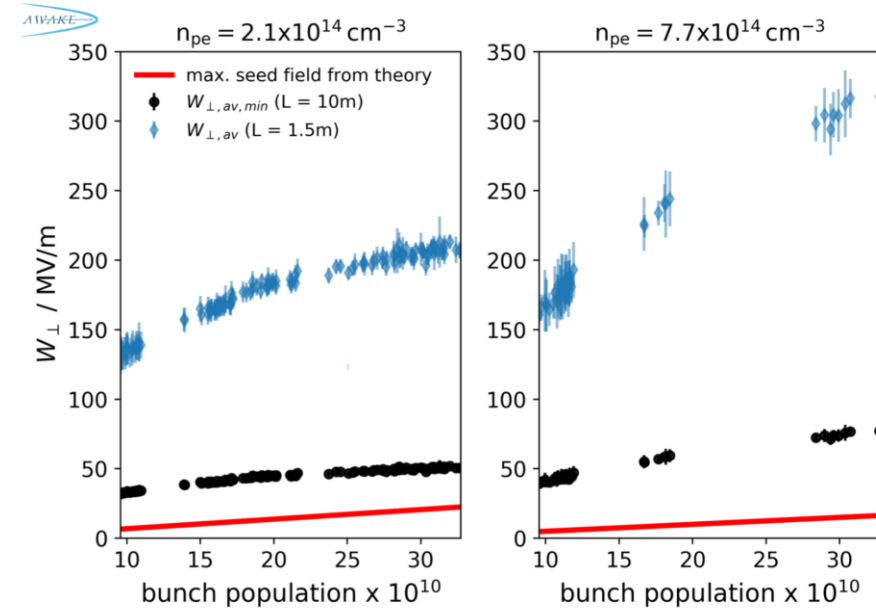 AWAKE
n_pe = 2.1x10^14 cm^−3
350
300
250
200
150
100
50
0
W_⊥ / MV/m
max. seed field from theory
W_⊥,av,min (L = 10m)
W_⊥,av (L = 1.5m)
10
15
20
25
30
bunch population x 10^10
n_pe = 7.7x10^14 cm^−3
350
300
250
200
150
100
50
0
10
15
20
25
30
bunch population x 10^10